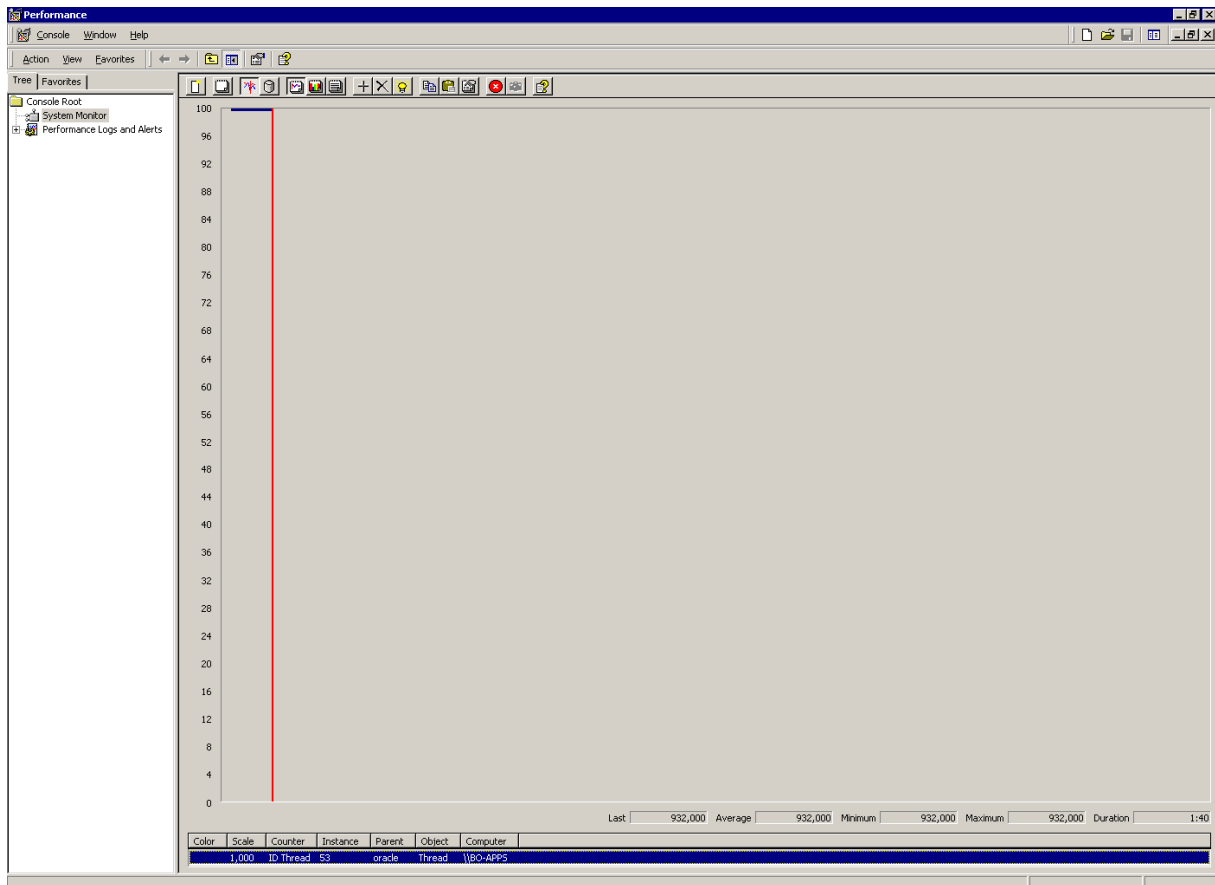 Performance
Console Window Help
Action View Favorites
Tree Favorites
Console Root
System Monitor
Performance Logs and Alerts
100
96
92
88
84
80
76
72
68
64
60
56
52
48
44
40
36
32
28
24
20
16
12
8
4
0
Last 932,000 Average 932,000 Minimum 932,000 Maximum 932,000 Duration 1:40
Color Scale Counter Instance Parent Object Computer
1,000 ID Thread 53 oracle Thread \\BO-APPS